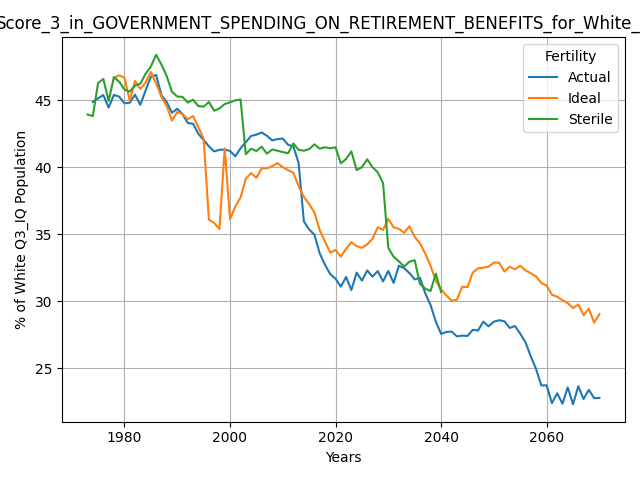 Score_3_in_GOVERNMENT_SPENDING_ON_RETIREMENT_BENEFITS_for_White_
Fertility
Actual
Ideal
Sterile
% of White Q3_IQ Population
45
40
35
30
25
1980
2000
2020
2040
2060
Years